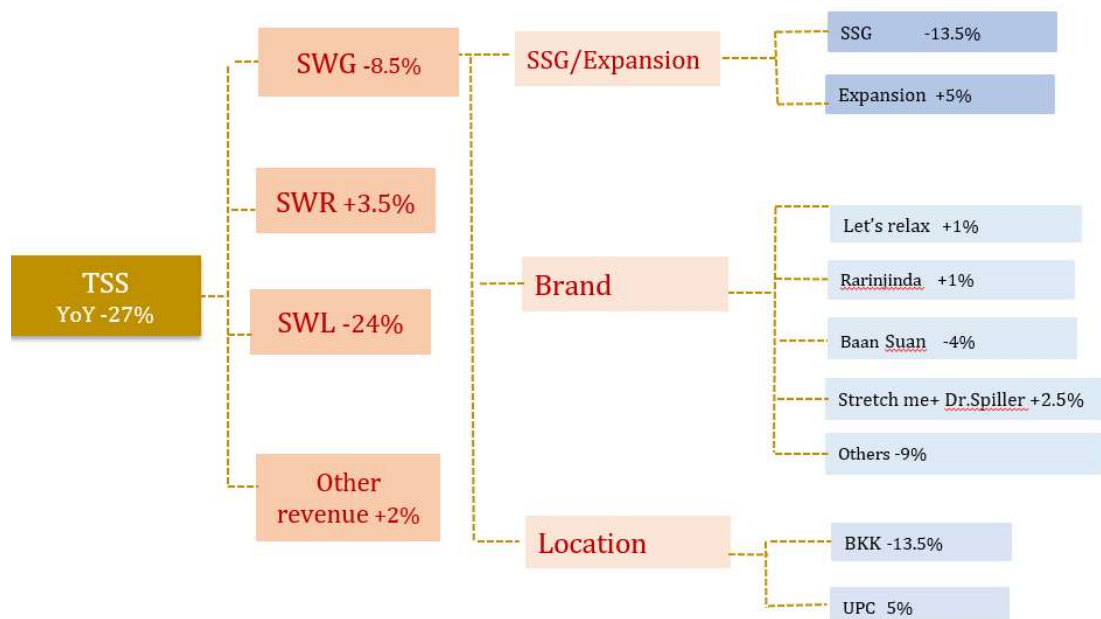 TSS
YoY -27%
SWG -8.5%
SWR +3.5%
SWL -24%
Other
revenue +2%
SSG/Expansion
SSG -13.5%
Expansion +5%
Brand
Let's relax +1%
Rarinjinda +1%
Baan Suan -4%
Stretch me+ Dr.Spiller +2.5%
Others -9%
Location
BKK -13.5%
UPC 5%